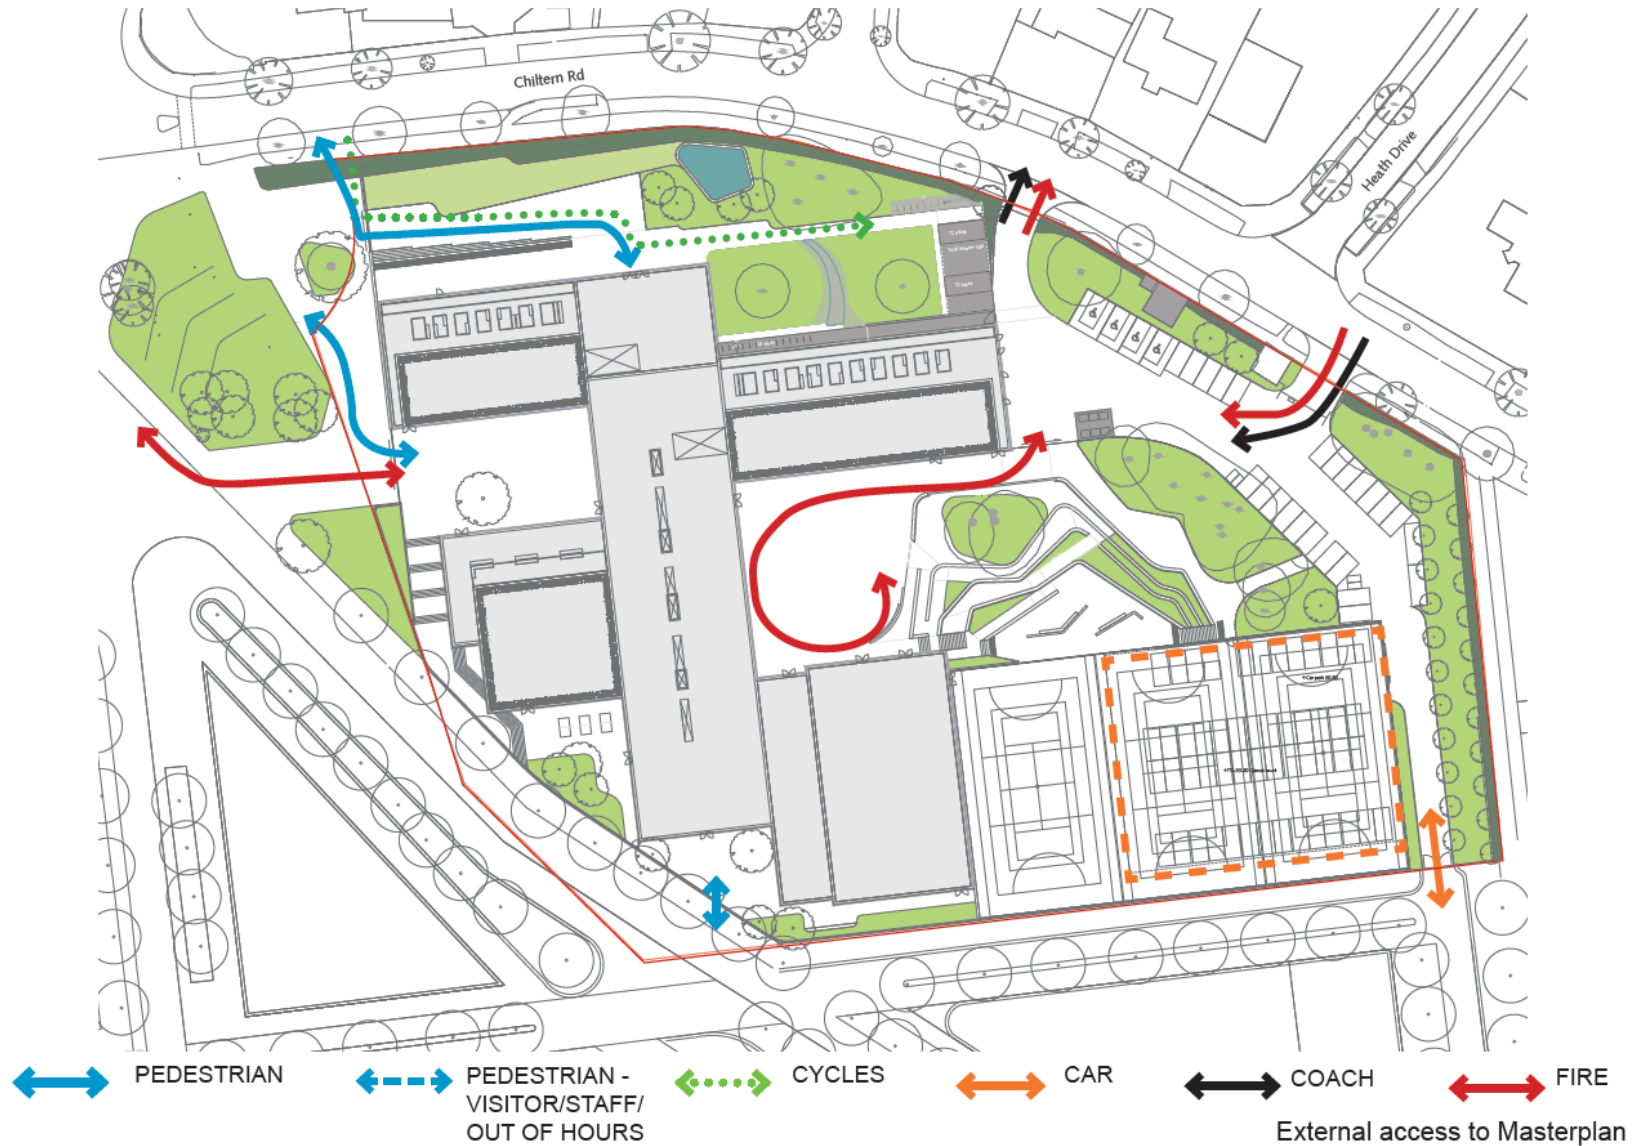 Chiltern Rd
Heath Drive
PEDESTRIAN
PEDESTRIAN -
VISITOR/STAFF/
OUT OF HOURS
CYCLES
CAR
COACH
FIRE
External access to Masterplan